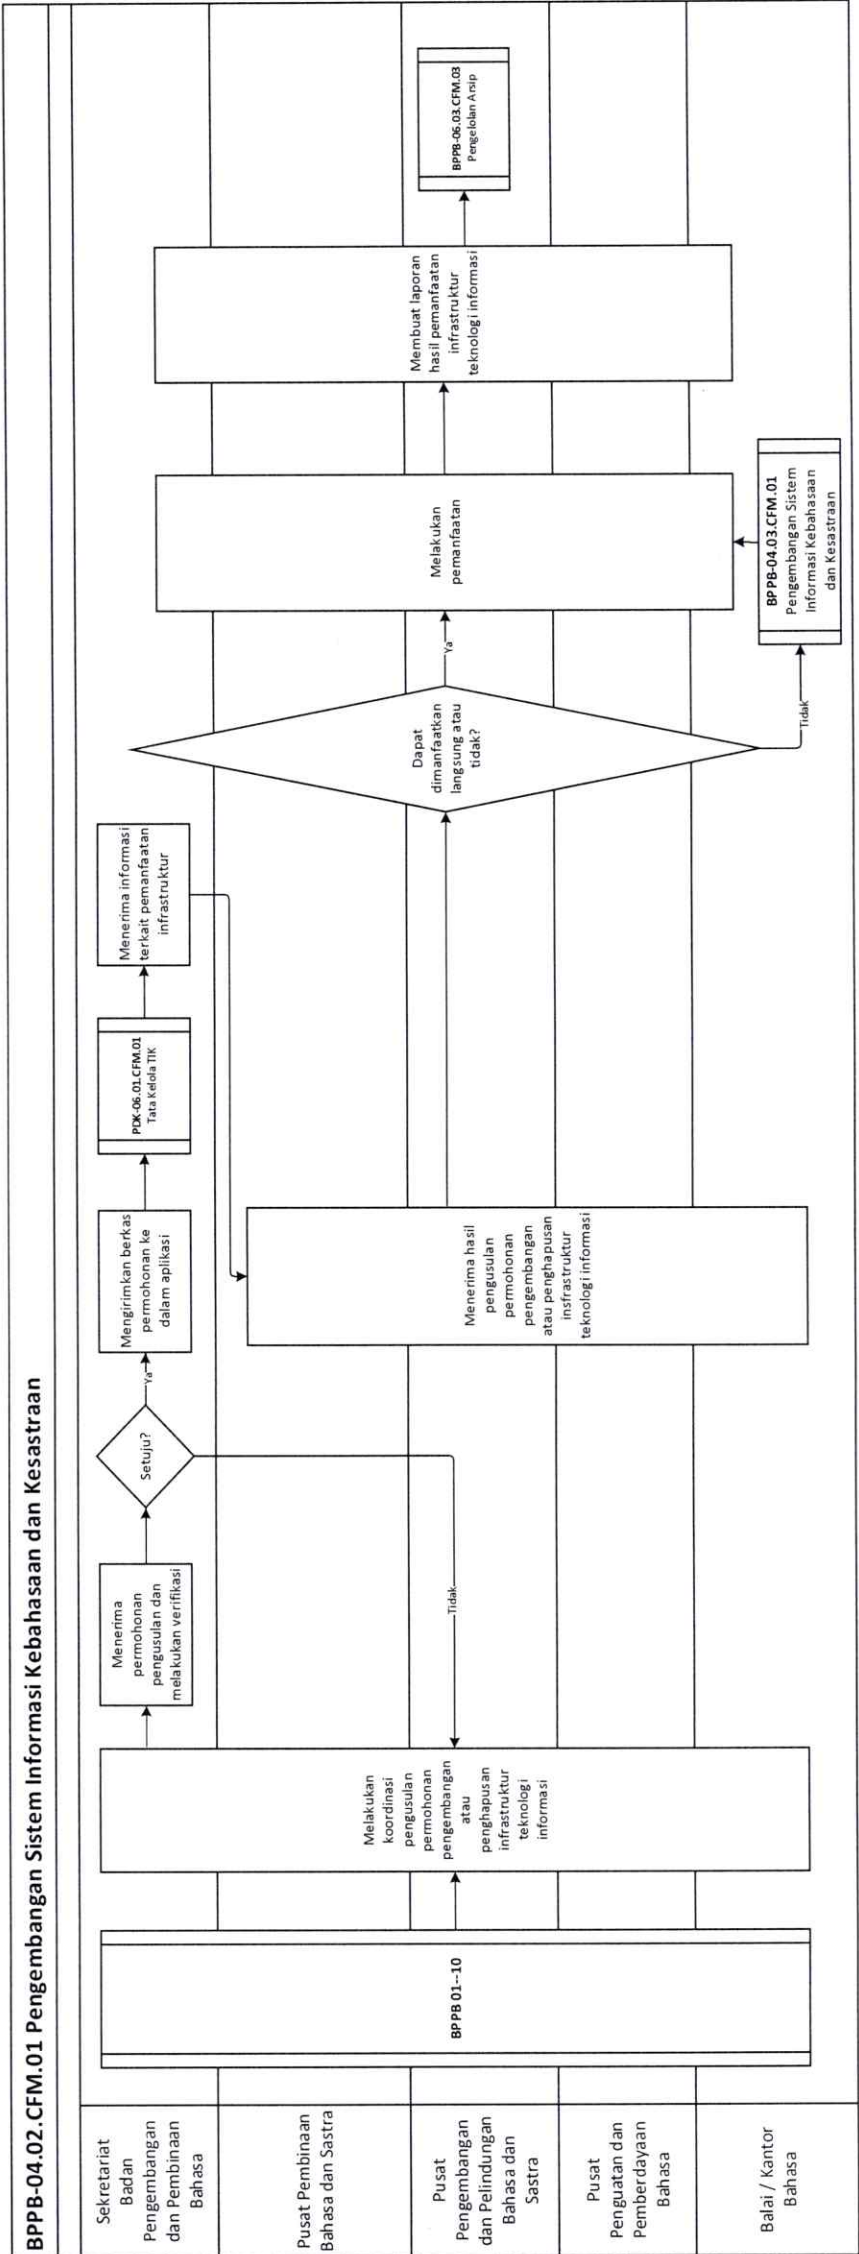 BPPB-04.02.CFM.01 Pengembangan Sistem Informasi Kebahasaan dan Kesastraan
Sekretariat
Badan
Pengembangan
dan Pembinaan
Bahasa
Pusat Pembinaan
Bahasa dan Sastra
Pusat
Pengembangan
dan Pelindungan
Bahasa dan
Sastra
Pusat
Penguatan dan
Pemberdayaan
Bahasa
Balai / Kantor
Bahasa
BPPB 01--10
Melakukan
koordinasi
pengusulan
permohonan
pengembangan
atau
penghapusan
infrastruktur
teknologi
informasi
Menerima
permohonan
pengusulan dan
melakukan verifikasi
Setuju?
Ya
Tidak
Mengirimkan berkas
permohonan ke
dalam aplikasi
PDK-06.01.CFM.01
Tata Kelola TIK
Menerima informasi
terkait pemanfaatan
infrastruktur
Menerima hasil
pengusulan
permohonan
pengembangan
atau penghapusan
insfrastruktur
teknologi informasi
Dapat
dimanfaatkan
langsung atau
tidak?
Ya
Tidak
BPPB-04.03.CFM.01
Pengembangan Sistem
Informasi Kebahasaan
dan Kesastraan
Melakukan
pemanfaatan
Membuat laporan
hasil pemanfaatan
infrastruktur
teknologi informasi
BPPB-06.03.CFM.03
Pengelolan Arsip